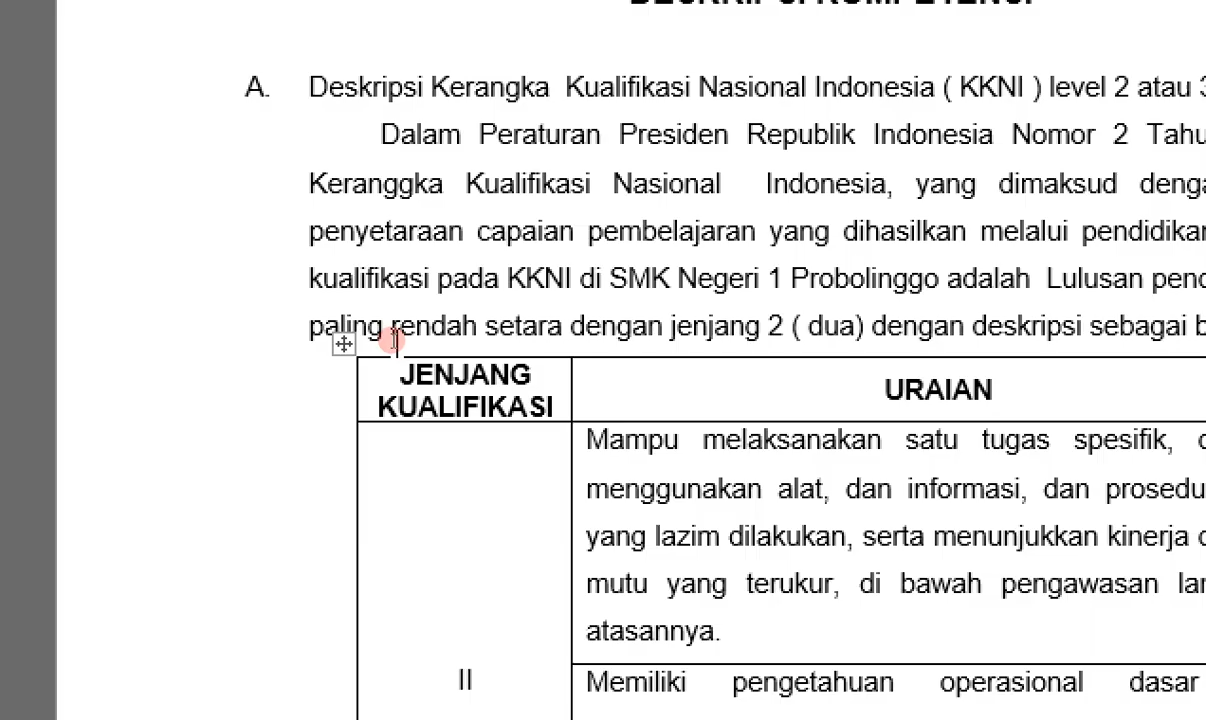 DESKRIPSI KOMPETENSI
A. Deskripsi Kerangka Kualifikasi Nasional Indonesia ( KKNI ) level 2 atau 3
Dalam Peraturan Presiden Republik Indonesia Nomor 2
Keranggka Kualifikasi Nasional Indonesia, yang dimaksud
penyetaraan capaian pembelajaran yang dihasilkan melalui
kualifikasi pada KKNI di SMK Negeri 1 Probolinggo adalah Lulusan
paling rendah setara dengan jenjang 2 ( dua) dengan deskripsi sebagai
JENJANG
KUALIFIKASI
URAIAN
Mampu melaksanakan satu tugas spesifik,
menggunakan alat, dan informasi, dan
yang lazim dilakukan, serta menunjukkan kinerja
mutu yang terukur, di bawah pengawasan
atasannya.
II
Memiliki pengetahuan operasional dasar